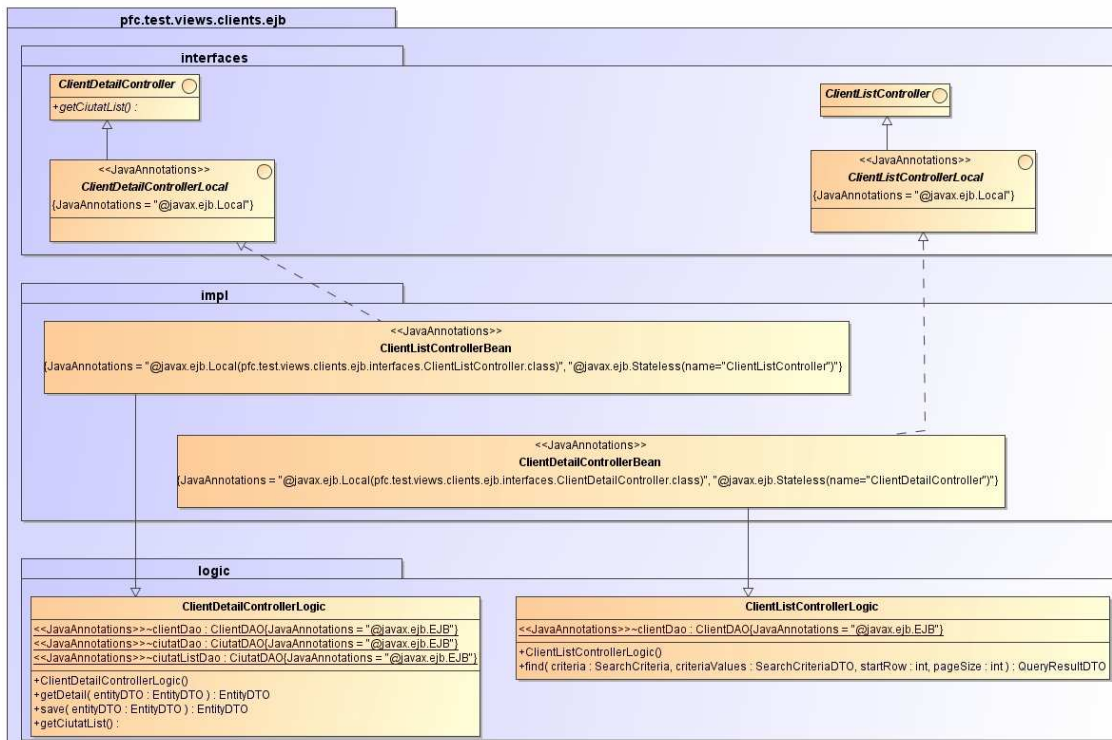 pfc.test.views.clients.ejb
interfaces
ClientDetailController
+getCiutatList() :
ClientListController
<<JavaAnnotations>>
ClientDetailControllerLocal
{JavaAnnotations = "@javax.ejb.Local"}
<<JavaAnnotations>>
ClientListControllerLocal
{JavaAnnotations = "@javax.ejb.Local"}
impl
<<JavaAnnotations>>
ClientListControllerBean
{JavaAnnotations = "@javax.ejb.Local(pfc.test.views.clients.ejb.interfaces.ClientListController.class)", "@javax.ejb.Stateless(name="ClientListController")"}
<<JavaAnnotations>>
ClientDetailControllerBean
{JavaAnnotations = "@javax.ejb.Local(pfc.test.views.clients.ejb.interfaces.ClientDetailController.class)", "@javax.ejb.Stateless(name="ClientDetailController")"}
logic
ClientDetailControllerLogic
<<JavaAnnotations>>~clientDao : ClientDAO{JavaAnnotations = "@javax.ejb.EJB"}
<<JavaAnnotations>>~ciutatDao : CiutatDAO{JavaAnnotations = "@javax.ejb.EJB"}
<<JavaAnnotations>>~ciutatListDao : CiutatDAO{JavaAnnotations = "@javax.ejb.EJB"}
+ClientDetailControllerLogic()
+getDetail( entityDTO : EntityDTO ) : EntityDTO
+save( entityDTO : EntityDTO ) : EntityDTO
+getCiutatList() :
ClientListControllerLogic
<<JavaAnnotations>>~clientDao : ClientDAO{JavaAnnotations = "@javax.ejb.EJB"}
+ClientListControllerLogic()
+find( criteria : SearchCriteria, criteriaValues : SearchCriteriaDTO, startRow : int, pageSize : int ) : QueryResultDTO